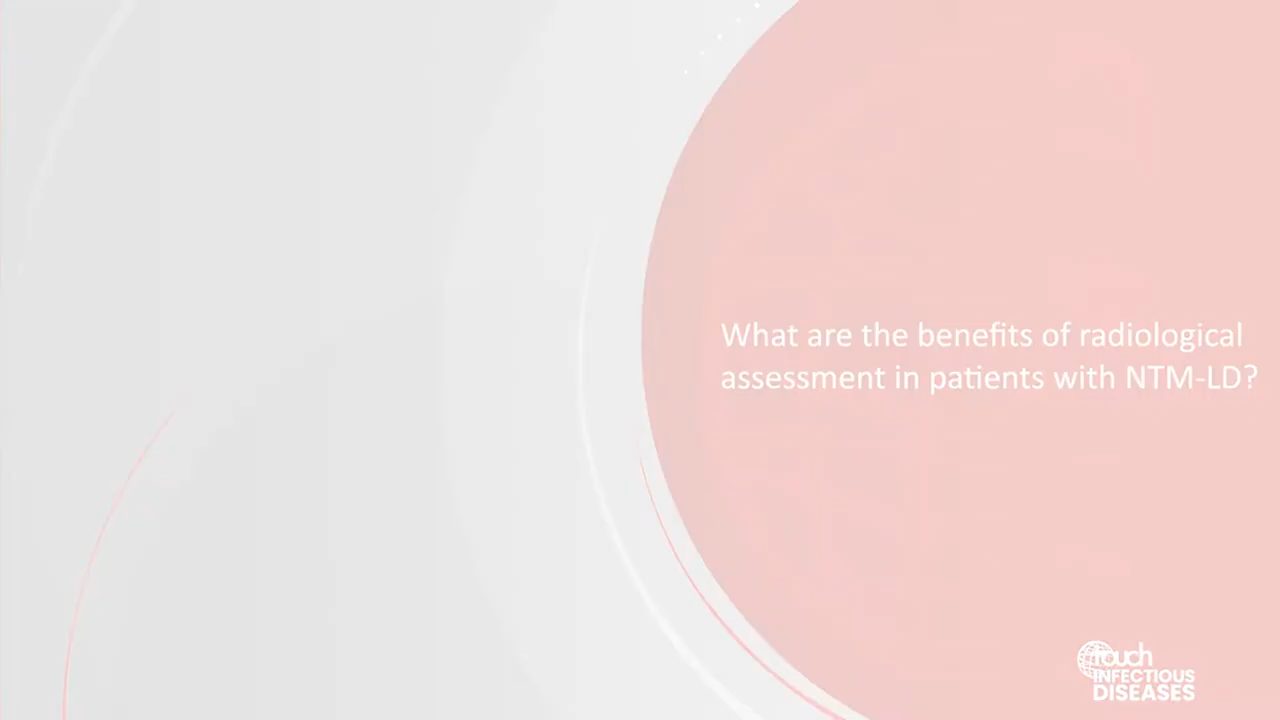 What are the benefits of radiological
assessment in patients with NTM-LD?
touch
INFECTIOUS
DISEASES